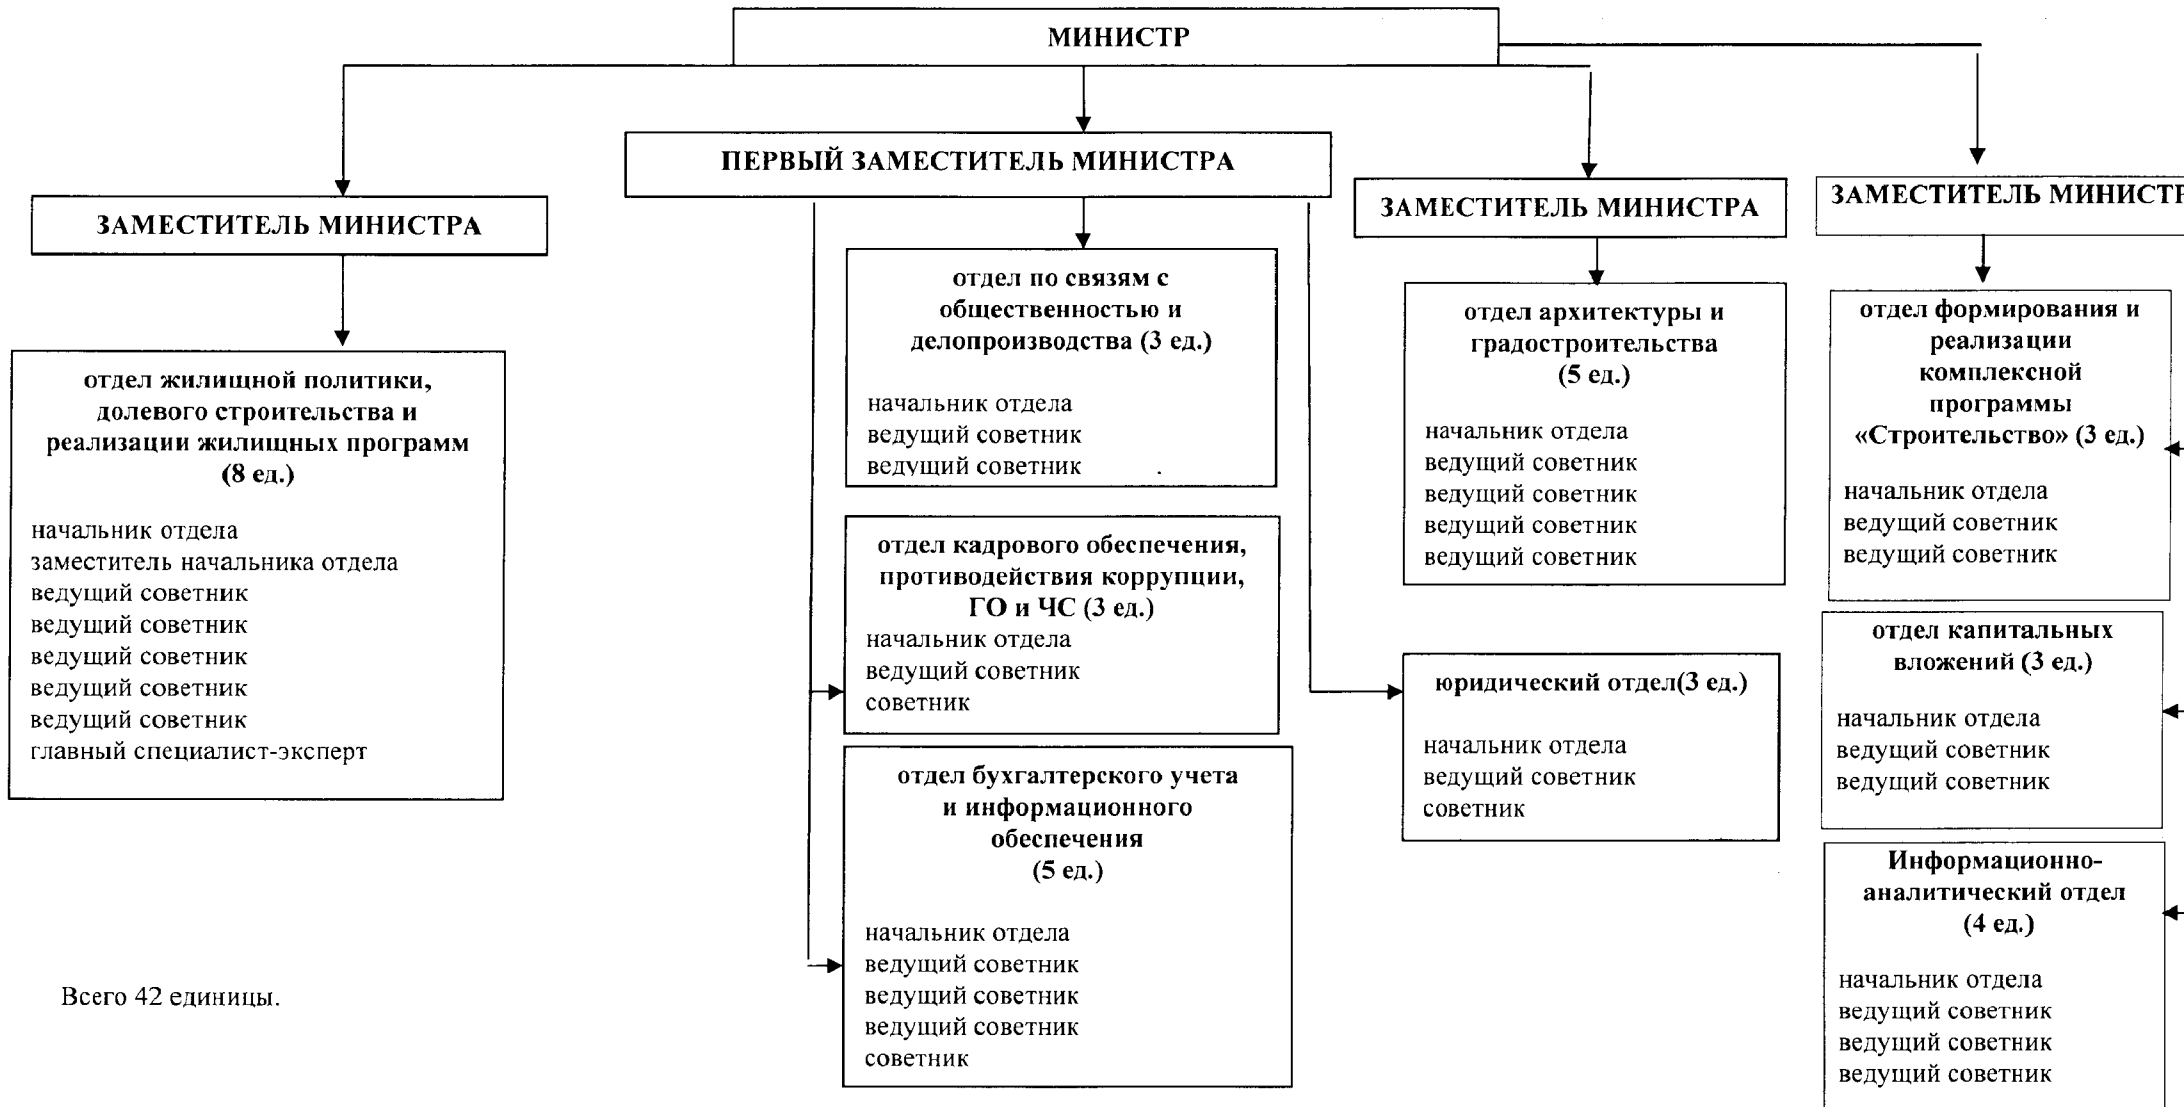 МИНИСТР
ПЕРВЫЙ ЗАМЕСТИТЕЛЬ МИНИСТРА
ЗАМЕСТИТЕЛЬ МИНИСТРА
ЗАМЕСТИТЕЛЬ МИНИСТРА
ЗАМЕСТИТЕЛЬ МИНИСТР
отдел жилищной политики,
долевого строительства и
реализации жилищных программ
(8 ед.)
начальник отдела
заместитель начальника отдела
ведущий советник
ведущий советник
ведущий советник
ведущий советник
ведущий советник
главный специалист-эксперт
отдел по связям с
общественностью и
делопроизводства (3 ед.)
начальник отдела
ведущий советник
ведущий советник
отдел кадрового обеспечения,
противодействия коррупции,
ГО и ЧС (3 ед.)
начальник отдела
ведущий советник
советник
отдел бухгалтерского учета
и информационного
обеспечения
(5 ед.)
начальник отдела
ведущий советник
ведущий советник
ведущий советник
советник
отдел архитектуры и
градостроительства
(5 ед.)
начальник отдела
ведущий советник
ведущий советник
ведущий советник
ведущий советник
юридический отдел(3 ед.)
начальник отдела
ведущий советник
советник
отдел формирования и
реализации
комплексной
программы
«Строительство» (3 ед.)
начальник отдела
ведущий советник
ведущий советник
отдел капитальных
вложений (3 ед.)
начальник отдела
ведущий советник
ведущий советник
Информационно-
аналитический отдел
(4 ед.)
начальник отдела
ведущий советник
ведущий советник
ведущий советник
Всего 42 единицы.